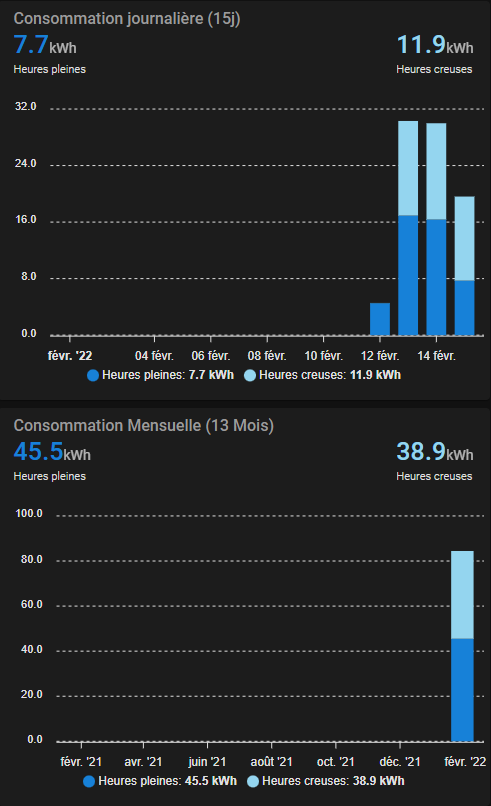 Consommation journalière (15j)
7.7kWh 11.9kWh
Heures pleines Heures creuses
32.0
24.0
16.0
8.0
0.0
févr. '22 04 févr. 06 févr. 08 févr. 10 févr. 12 févr. 14 févr.
Heures pleines: 7.7 kWh Heures creuses: 11.9 kWh
Consommation Mensuelle (13 Mois)
45.5kWh 38.9kWh
Heures pleines Heures creuses
100.0
80.0
60.0
40.0
20.0
0.0
févr. '21 avr. '21 juin '21 août '21 oct. '21 déc. '21 févr. '22
Heures pleines: 45.5 kWh Heures creuses: 38.9 kWh